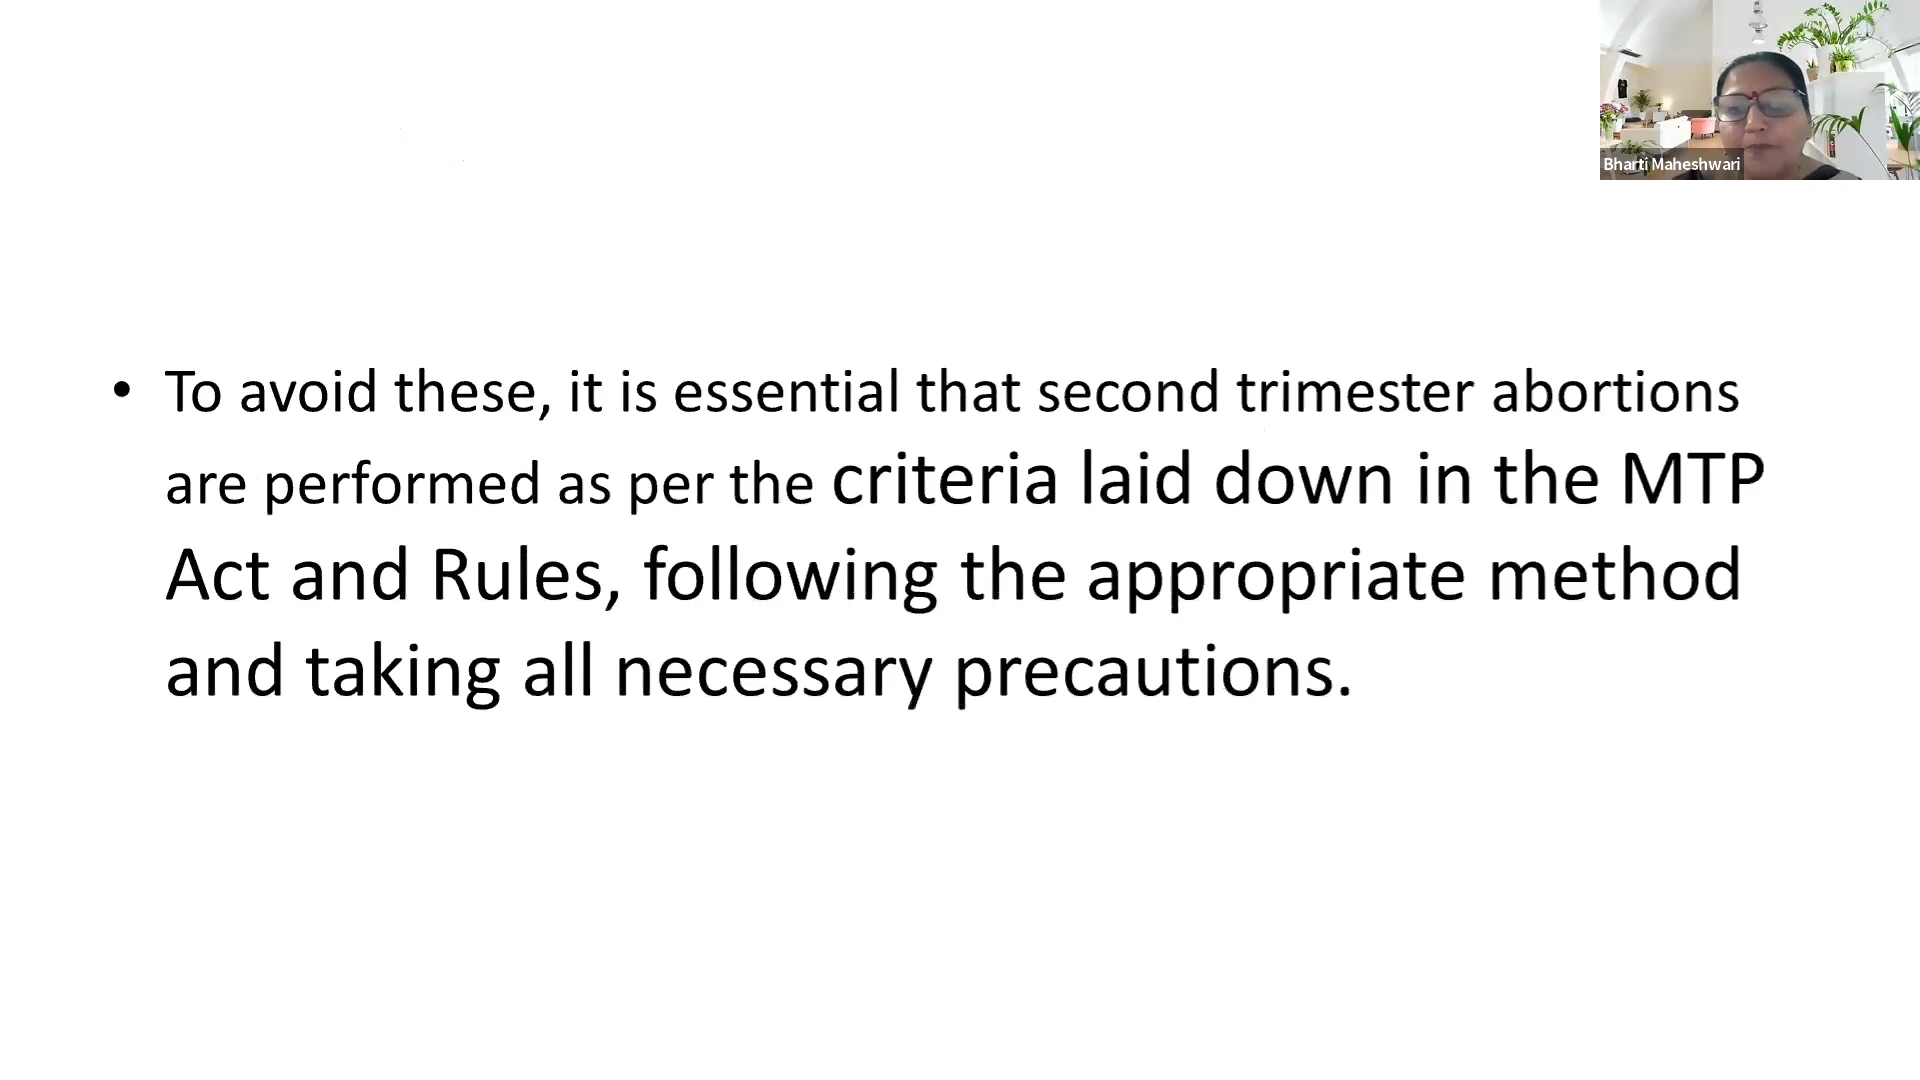 Bharti Maheshwari
• To avoid these, it is essential that second trimester abortions
are performed as per the criteria laid down in the MTP
Act and Rules, following the appropriate method
and taking all necessary precautions.